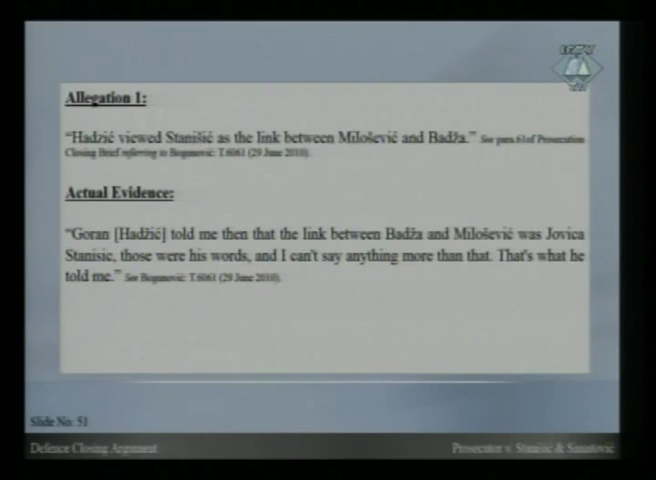 ICTY
Allegation 1:
"Hadzić viewed Stanišić as the link between Milošević and Badža." See para.61of Prosecution
Closing Brief referring to Bogunović: T.6061 (29 June 2010).
Actual Evidence:
"Goran [Hadžić] told me then that the link between Badža and Milošević was Jovica
Stanisic, those were his words, and I can't say anything more than that. That's what he
told me." See Bogunović: T.6061 (29 June 2010).
Slide No: 51
Defence Closing Argument
Prosecutor v. Stanišić & Simatović